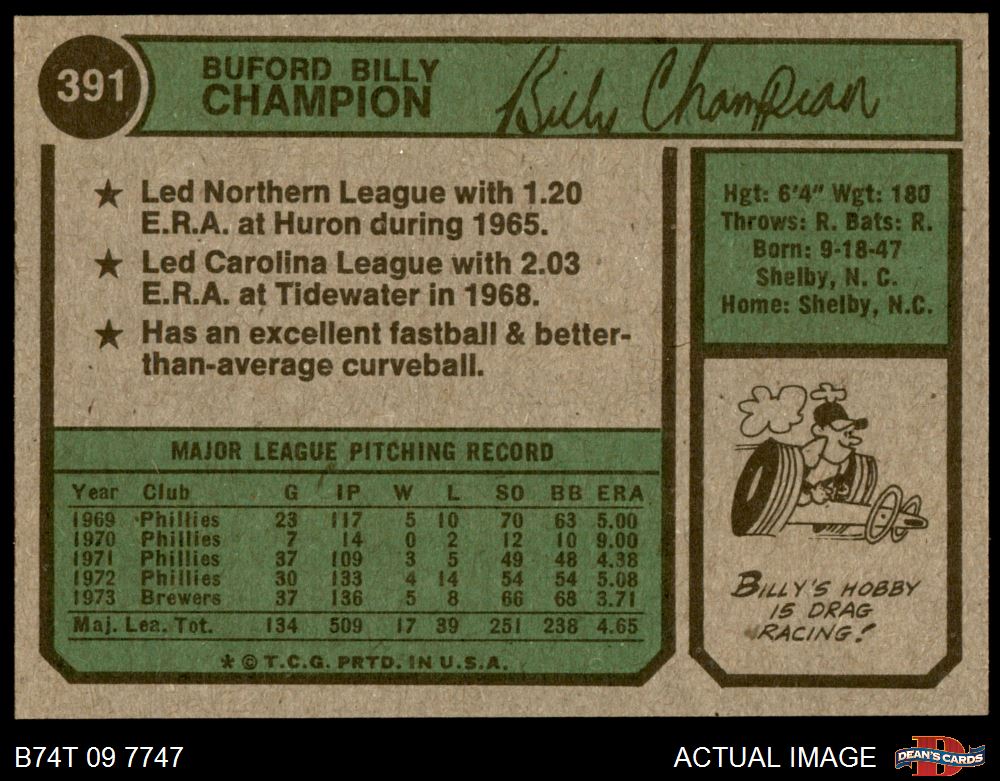 391
BUFORD BILLY
CHAMPION
Billy Champion
★ Led Northern League with 1.20
E.R.A. at Huron during 1965.
★ Led Carolina League with 2.03
E.R.A. at Tidewater in 1968.
★ Has an excellent fastball & better-
than-average curveball.
MAJOR LEAGUE PITCHING RECORD
Year Club G IP W L SO BB ERA
1969 Phillies 23 117 5 10 70 63 5.00
1970 Phillies 7 14 0 2 12 10 9.00
1971 Phillies 37 109 3 5 49 48 4.38
1972 Phillies 30 133 4 14 54 54 5.08
1973 Brewers 37 136 5 8 66 68 3.71
Maj. Lea. Tot. 134 509 17 39 251 238 4.65
* © T.C.G. PRTD. IN U.S.A.
Hgt: 6'4" Wgt: 180
Throws: R. Bats: R.
Born: 9-18-47
Shelby, N. C.
Home: Shelby, N.C.
BILLY'S HOBBY
IS DRAG
RACING!
B74T 09 7747
ACTUAL IMAGE
D
DEAN'S CARDS